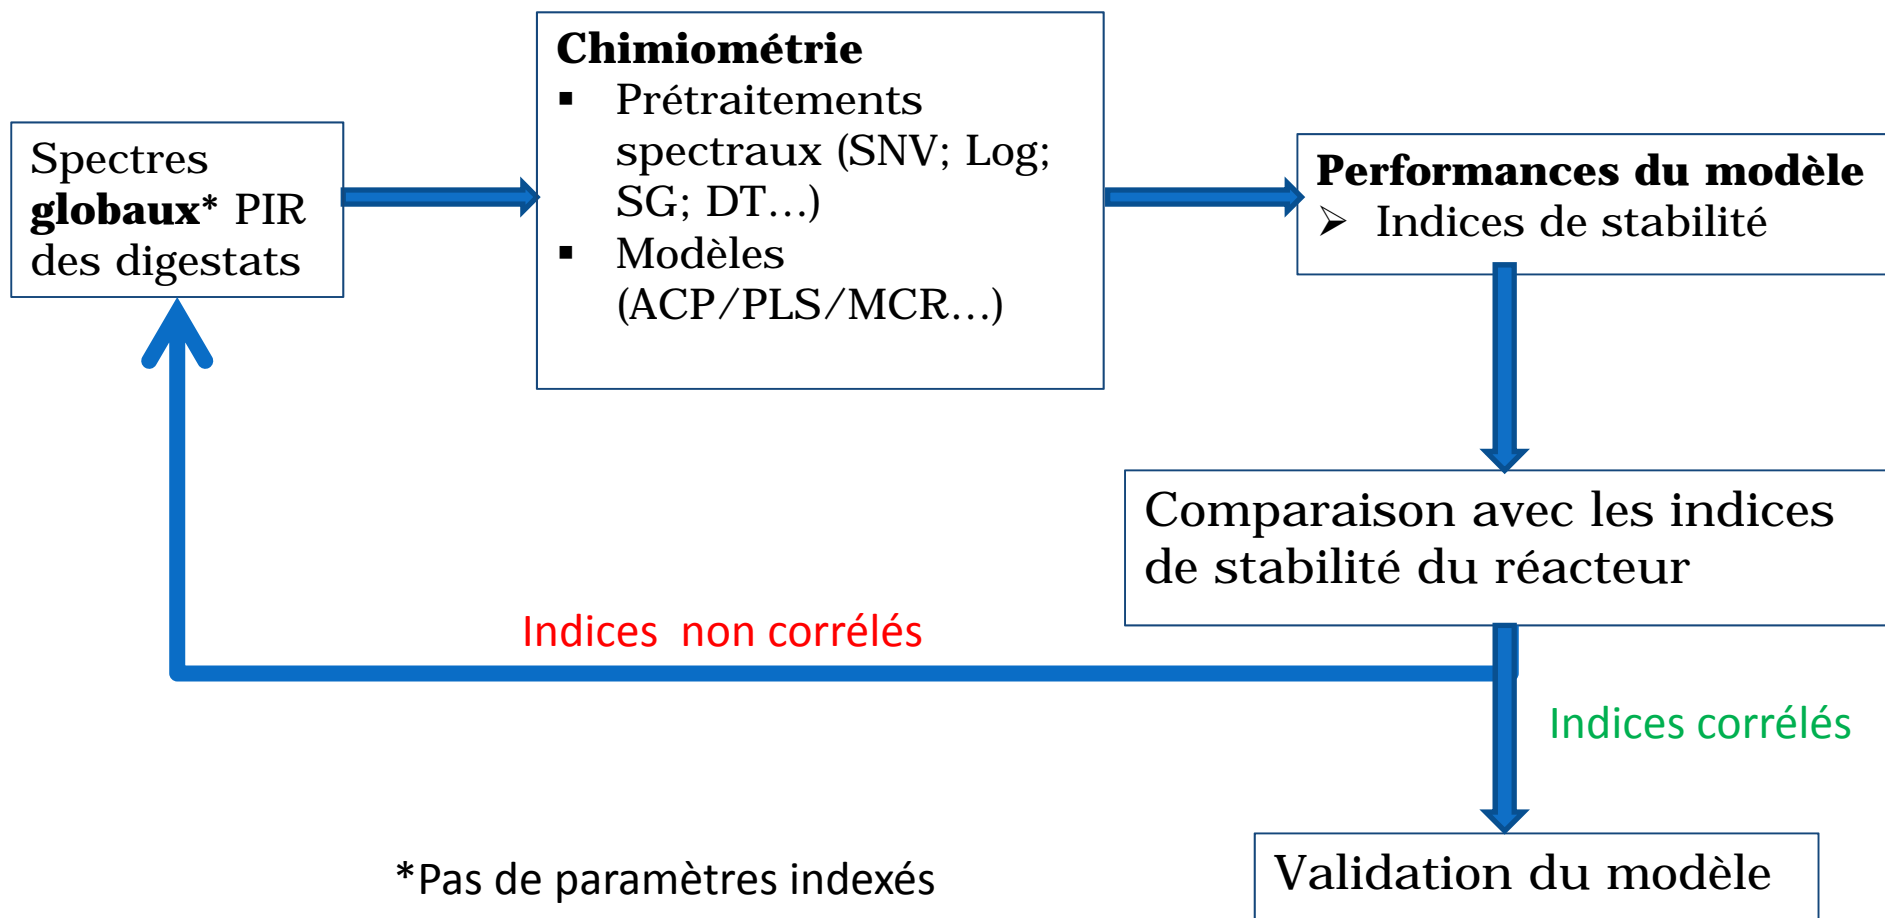 Spectres
globaux* PIR
des digestats
Chimiométrie
▪ Prétraitements
spectraux (SNV; Log;
SG; DT...)
▪ Modèles
(ACP/PLS/MCR...)
Performances du modèle
➢ Indices de stabilité
Comparaison avec les indices
de stabilité du réacteur
Indices  non corrélés
Indices corrélés
Validation du modèle
*Pas de paramètres indexés